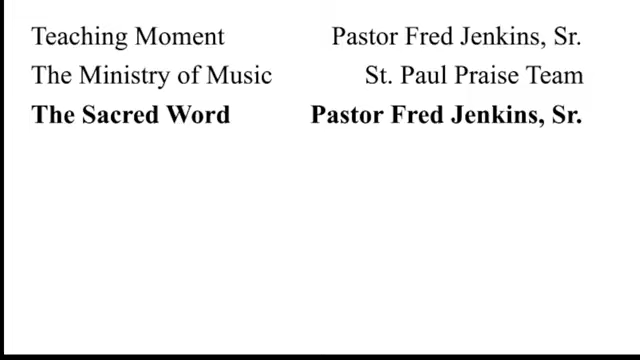 Teaching Moment Pastor Fred Jenkins, Sr.
The Ministry of Music St. Paul Praise Team
The Sacred Word Pastor Fred Jenkins, Sr.